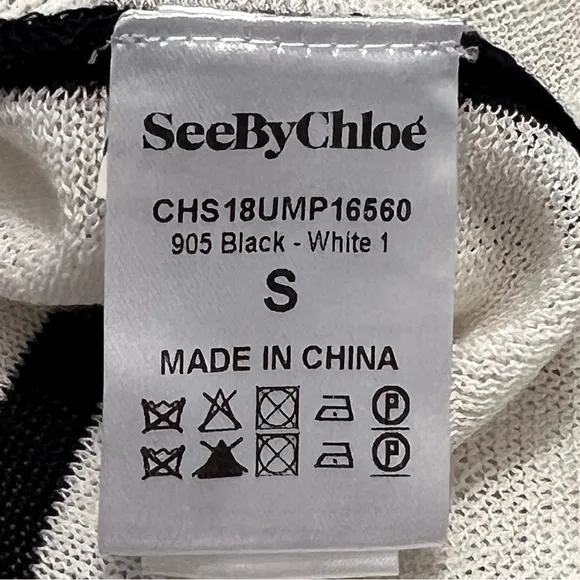 SeeByChloé
CHS18UMP16560
905 Black - White 1
S
MADE IN CHINA
P
P